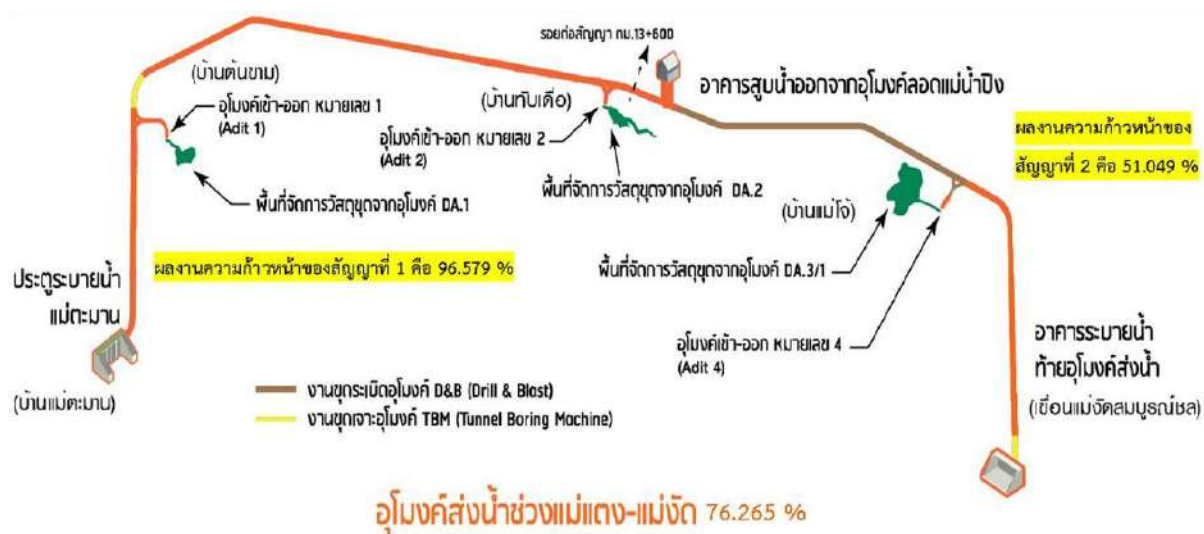 รอยต่อสัญญา กม.13+600
(บ้านต้นขาม)
อุโมงค์เข้า-ออก หมายเลข 1
(Adit 1)
พื้นที่จัดการวัสดุขุดจากอุโมงค์ DA.1
(บ้านทับเดื่อ)
อุโมงค์เข้า-ออก หมายเลข 2
(Adit 2)
อาคารสูบน้ำออกจากอุโมงค์ลอดแม่น้ำปิง
พื้นที่จัดการวัสดุขุดจากอุโมงค์ DA.2
ผลงานความก้าวหน้าของ
สัญญาที่ 2 คือ 51.049 %
(บ้านแม่โจ้)
พื้นที่จัดการวัสดุขุดจากอุโมงค์ DA.3/1
ผลงานความก้าวหน้าของสัญญาที่ 1 คือ 96.579 %
ประตูระบายน้ำ
แม่ตะมาน
(บ้านแม่ตะมาน)
อุโมงค์เข้า-ออก หมายเลข 4
(Adit 4)
อาคารระบายน้ำ
ท้ายอุโมงค์ส่งน้ำ
(เขื่อนแม่งัดสมบูรณ์ชล)
งานขุดระเบิดอุโมงค์ D&B (Drill & Blast)
งานขุดเจาะอุโมงค์ TBM (Tunnel Boring Machine)
อุโมงค์ส่งน้ำช่วงแม่แตง-แม่งัด 76.265 %